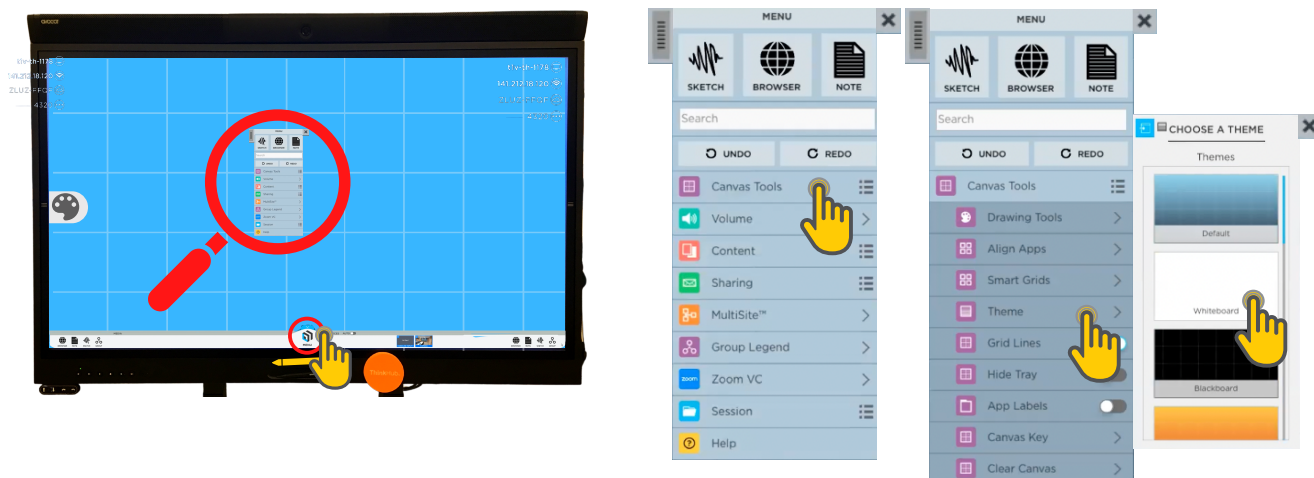 avocor
MENU
SKETCH BROWSER NOTE
Search
UNDO REDO
Canvas Tools
Volume
Content
Sharing
MultiSite™
Group Legend
zoom Zoom VC
Session
Help
MENU
SKETCH BROWSER NOTE
Search
UNDO REDO
Canvas Tools
Drawing Tools
Align Apps
Smart Grids
Theme
Grid Lines
Hide Tray
App Labels
Canvas Key
Clear Canvas
CHOOSE A THEME
Themes
Default
Whiteboard
Blackboard